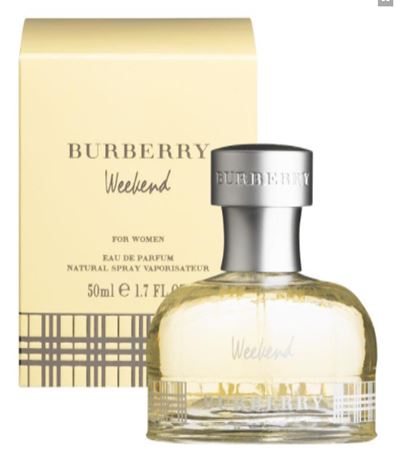 BURBERRY
Weekend
FOR WOMEN
EAU DE PARFUM
NATURAL SPRAY VAPORISATEUR
50ml e 1.7 FL
BURBERRY
Weekend
BURBERRY